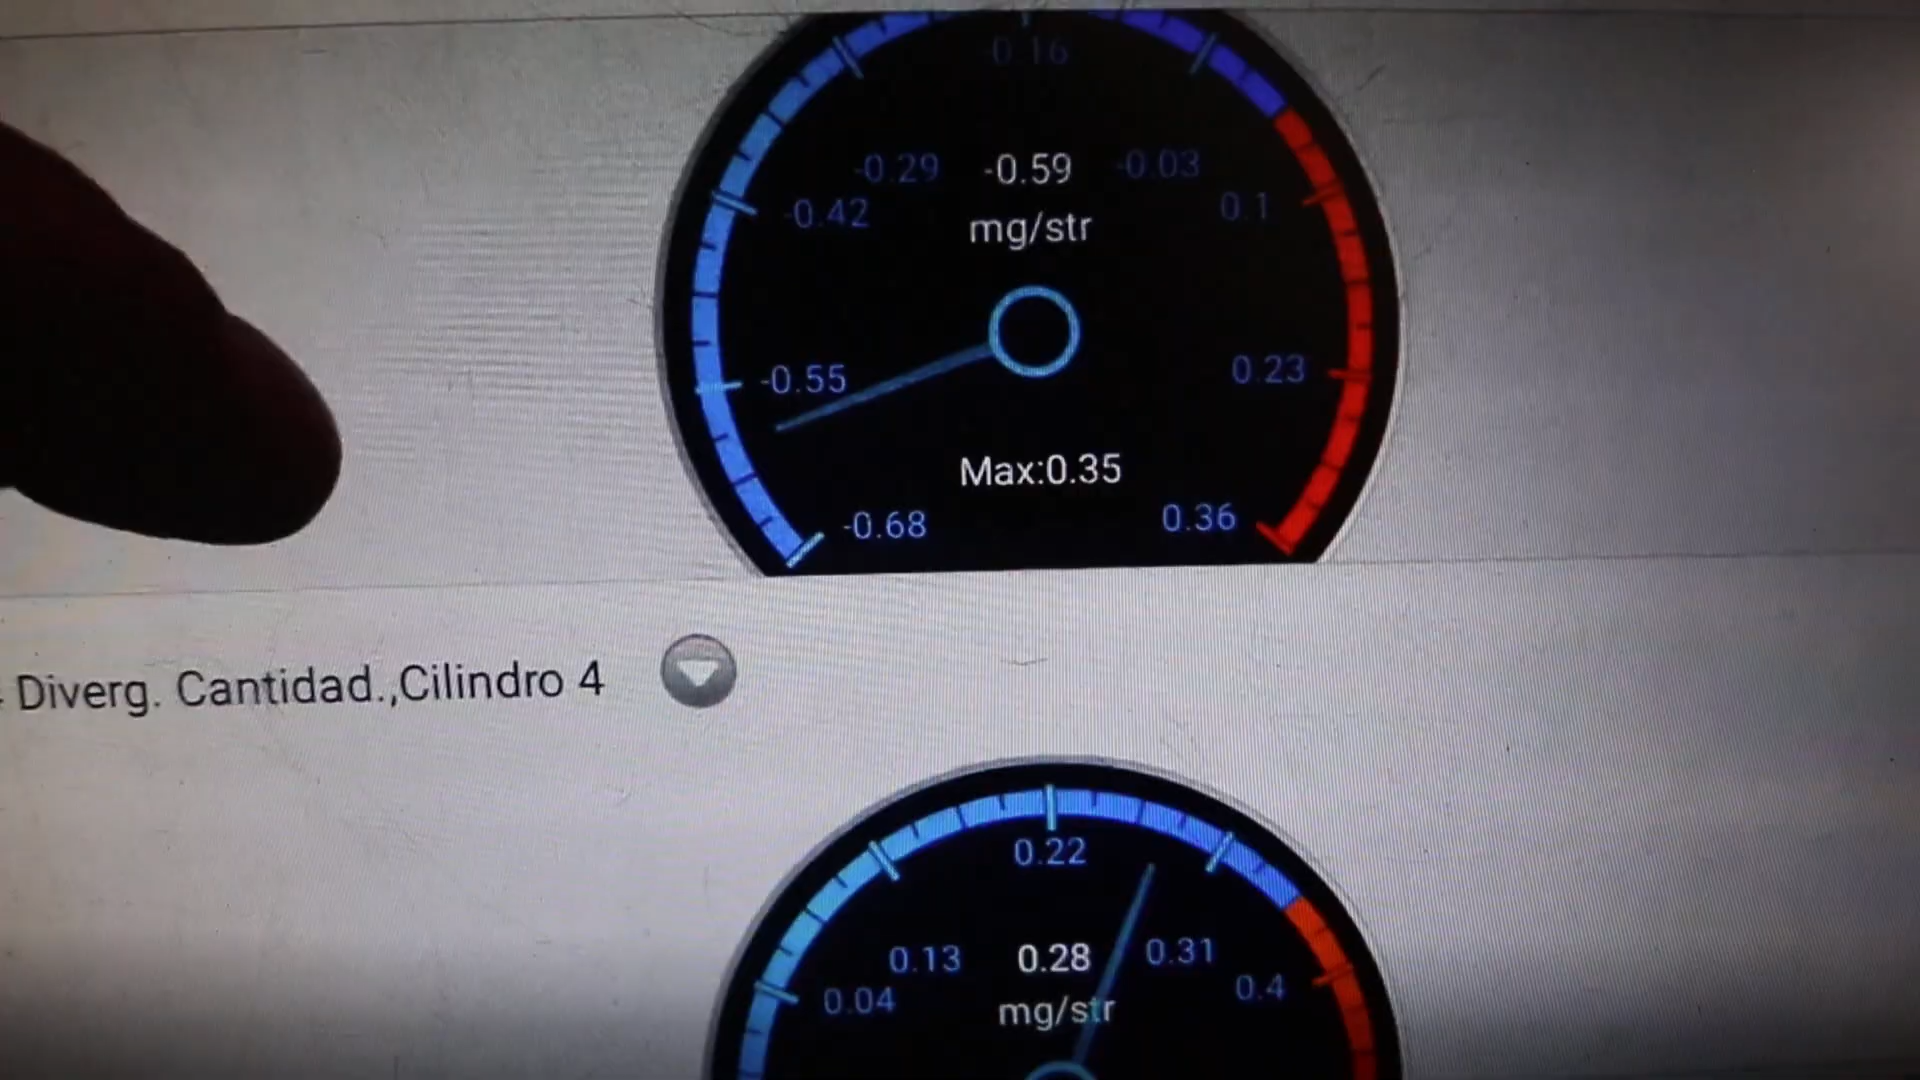 -0.16
-0.29 -0.59 -0.03
-0.42 mg/str 0.1
-0.55 0.23
Max:0.35
-0.68 0.36
Diverg. Cantidad.,Cilindro 4
0.22
0.13 0.28 0.31
0.04 mg/str 0.4